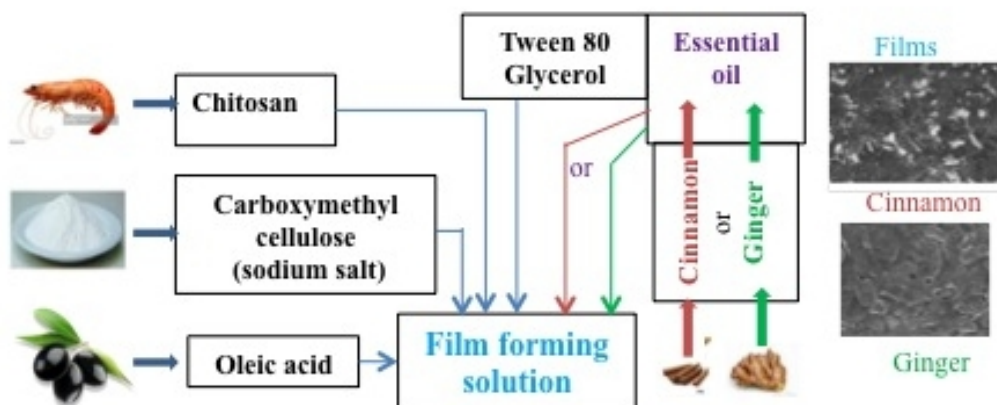 Tween 80
Glycerol
Essential
oil
Films
Chitosan
or
Cinnamon
or
Ginger
Carboxymethyl
cellulose
(sodium salt)
Cinnamon
Oleic acid
Film forming
solution
Ginger